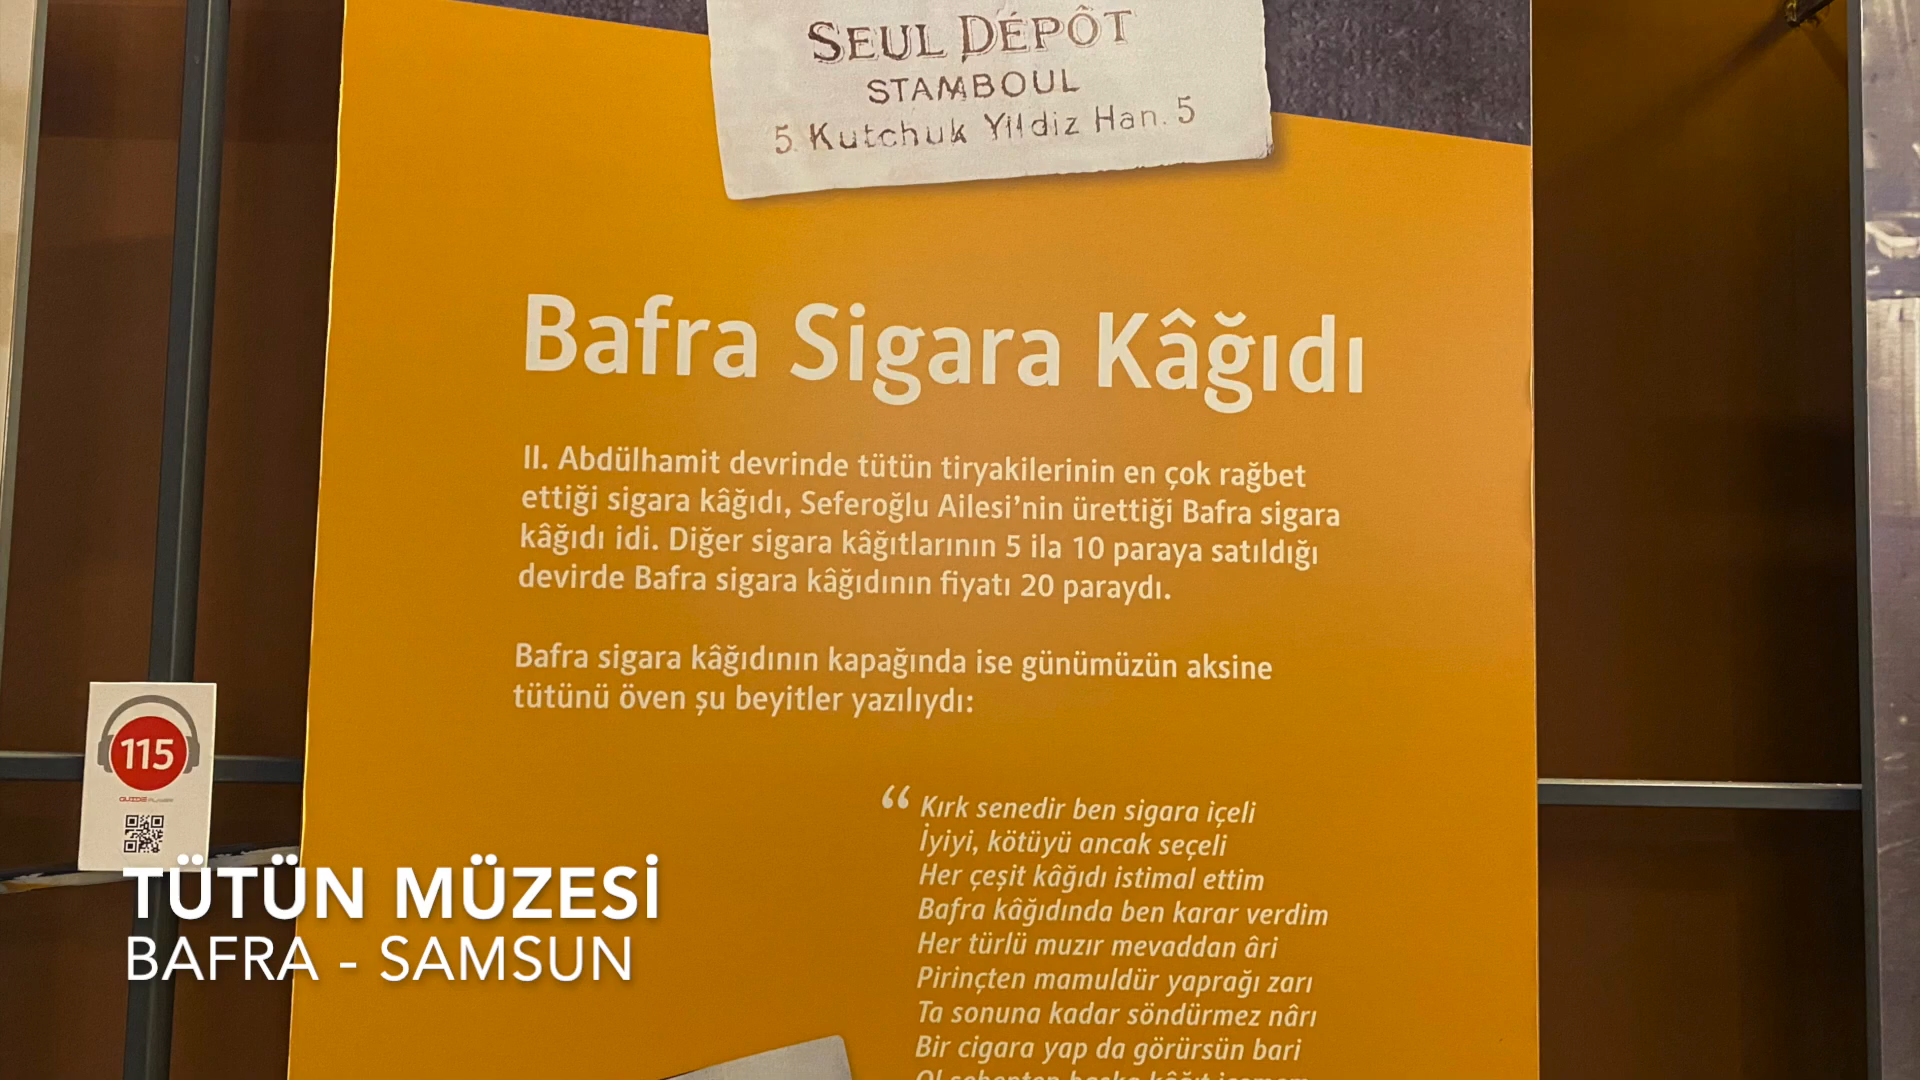 SEUL DÉPÔT
STAMBOUL
5. Kutchuk Yildiz Han. 5
Bafra Sigara Kâğıdı
II. Abdülhamit devrinde tütün tiryakilerinin en çok rağbet
ettiği sigara kâğıdı, Seferoğlu Ailesi’nin ürettiği Bafra sigara
kâğıdı idi. Diğer sigara kâğıtlarının 5 ila 10 paraya satıldığı
devirde Bafra sigara kâğıdının fiyatı 20 paraydı.
Bafra sigara kâğıdının kapağında ise günümüzün aksine
tütünü öven şu beyitler yazılıydı:
“ Kırk senedir ben sigara içeli
İyiyi, kötüyü ancak seçeli
Her çeşit kâğıdı istimal ettim
Bafra kâğıdında ben karar verdim
Her türlü muzır mevaddan âri
Pirinçten mamuldür yaprağı zarı
Ta sonuna kadar söndürmez nârı
Bir cigara yap da görürsün bari
115
GUIDE
TÜTÜN MÜZESİ
BAFRA - SAMSUN